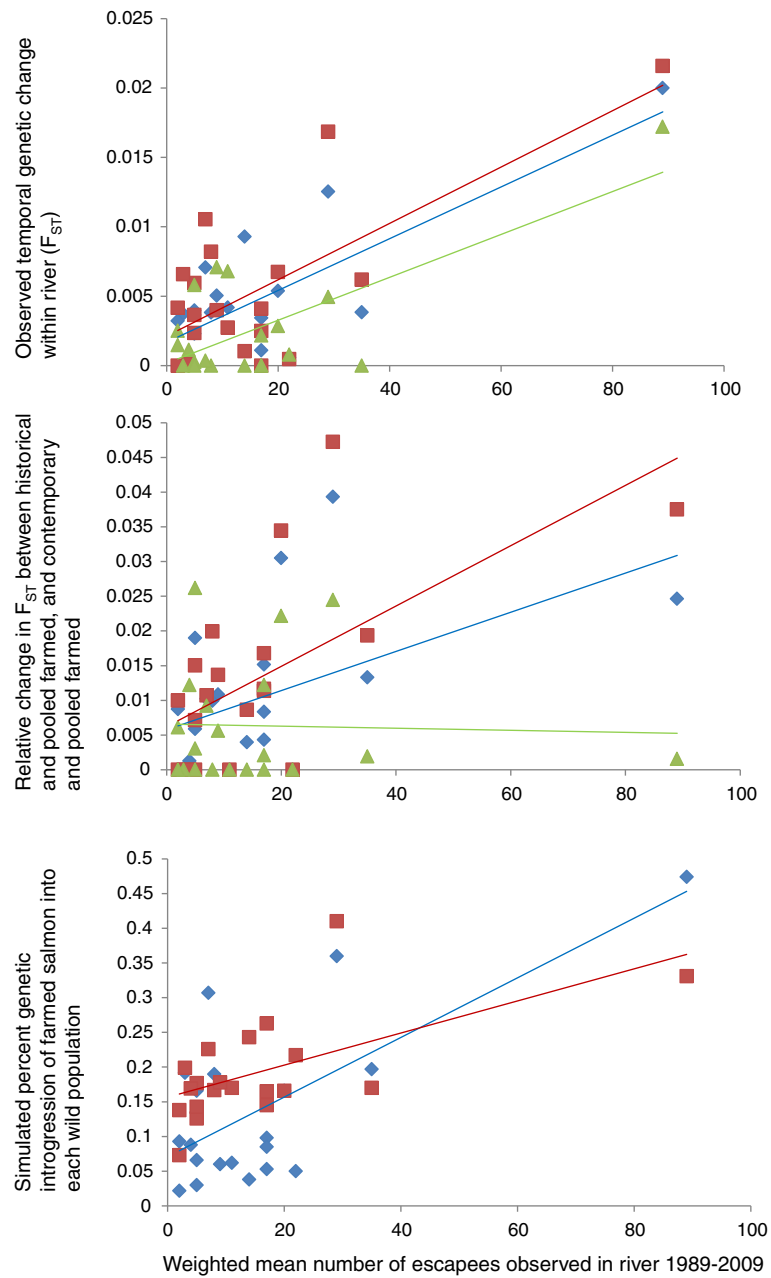 Observed temporal genetic change
within river (FST)
0.025
0.02
0.015
0.01
0.005
0
0 20 40 60 80 100
Relative change in FST between historical
and pooled farmed, and contemporary
and pooled farmed
0.05
0.045
0.04
0.035
0.03
0.025
0.02
0.015
0.01
0.005
0
0 20 40 60 80 100
Simulated percent genetic
introgression of farmed salmon into
each wild population
0.5
0.45
0.4
0.35
0.3
0.25
0.2
0.15
0.1
0.05
0
0 20 40 60 80 100
Weighted mean number of escapees observed in river 1989-2009